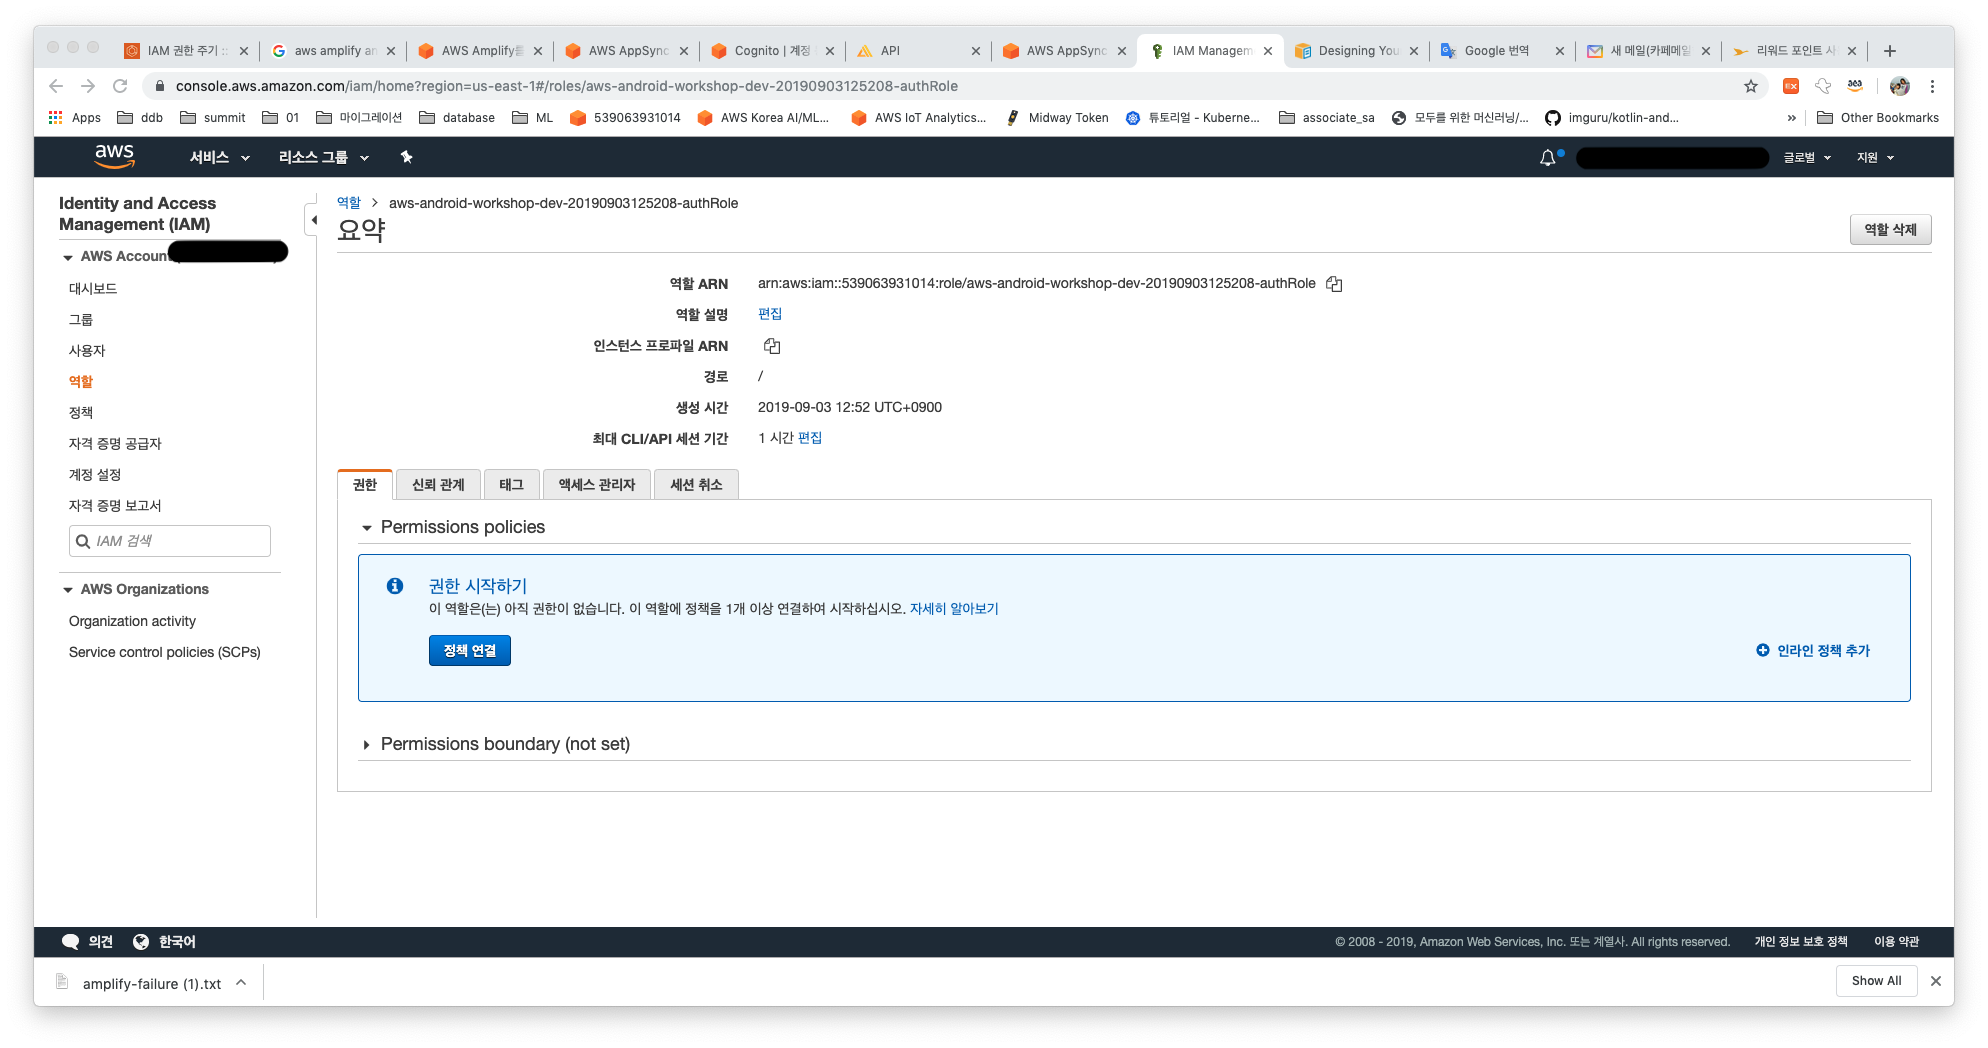 IAM 권한 주기 ::
aws amplify an
AWS Amplify를
AWS AppSync
Cognito | 계정
API
AWS AppSync
IAM Managem
Designing You
Google 번역
새 메일(카페메일
리워드 포인트 사
console.aws.amazon.com/iam/home?region=us-east-1#/roles/aws-android-workshop-dev-20190903125208-authRole
Apps
ddb
summit
01
마이그레이션
database
ML
539063931014
AWS Korea AI/ML...
AWS IoT Analytics...
Midway Token
튜토리얼 - Kuberne...
associate_sa
모두를 위한 머신러닝/...
imguru/kotlin-and...
»
Other Bookmarks
aws
서비스
리소스 그룹
글로벌
지원
Identity and Access
Management (IAM)
AWS Account
대시보드
그룹
사용자
역할
정책
자격 증명 공급자
계정 설정
자격 증명 보고서
IAM 검색
AWS Organizations
Organization activity
Service control policies (SCPs)
역할 > aws-android-workshop-dev-20190903125208-authRole
요약
역할 삭제
역할 ARN arn:aws:iam::539063931014:role/aws-android-workshop-dev-20190903125208-authRole
역할 설명 편집
인스턴스 프로파일 ARN
경로 /
생성 시간 2019-09-03 12:52 UTC+0900
최대 CLI/API 세션 기간 1 시간 편집
권한
신뢰 관계
태그
액세스 관리자
세션 취소
Permissions policies
권한 시작하기
이 역할은(는) 아직 권한이 없습니다. 이 역할에 정책을 1개 이상 연결하여 시작하십시오. 자세히 알아보기
정책 연결
인라인 정책 추가
Permissions boundary (not set)
의견
한국어
© 2008 - 2019, Amazon Web Services, Inc. 또는 계열사. All rights reserved.
개인 정보 보호 정책
이용 약관
amplify-failure (1).txt
Show All